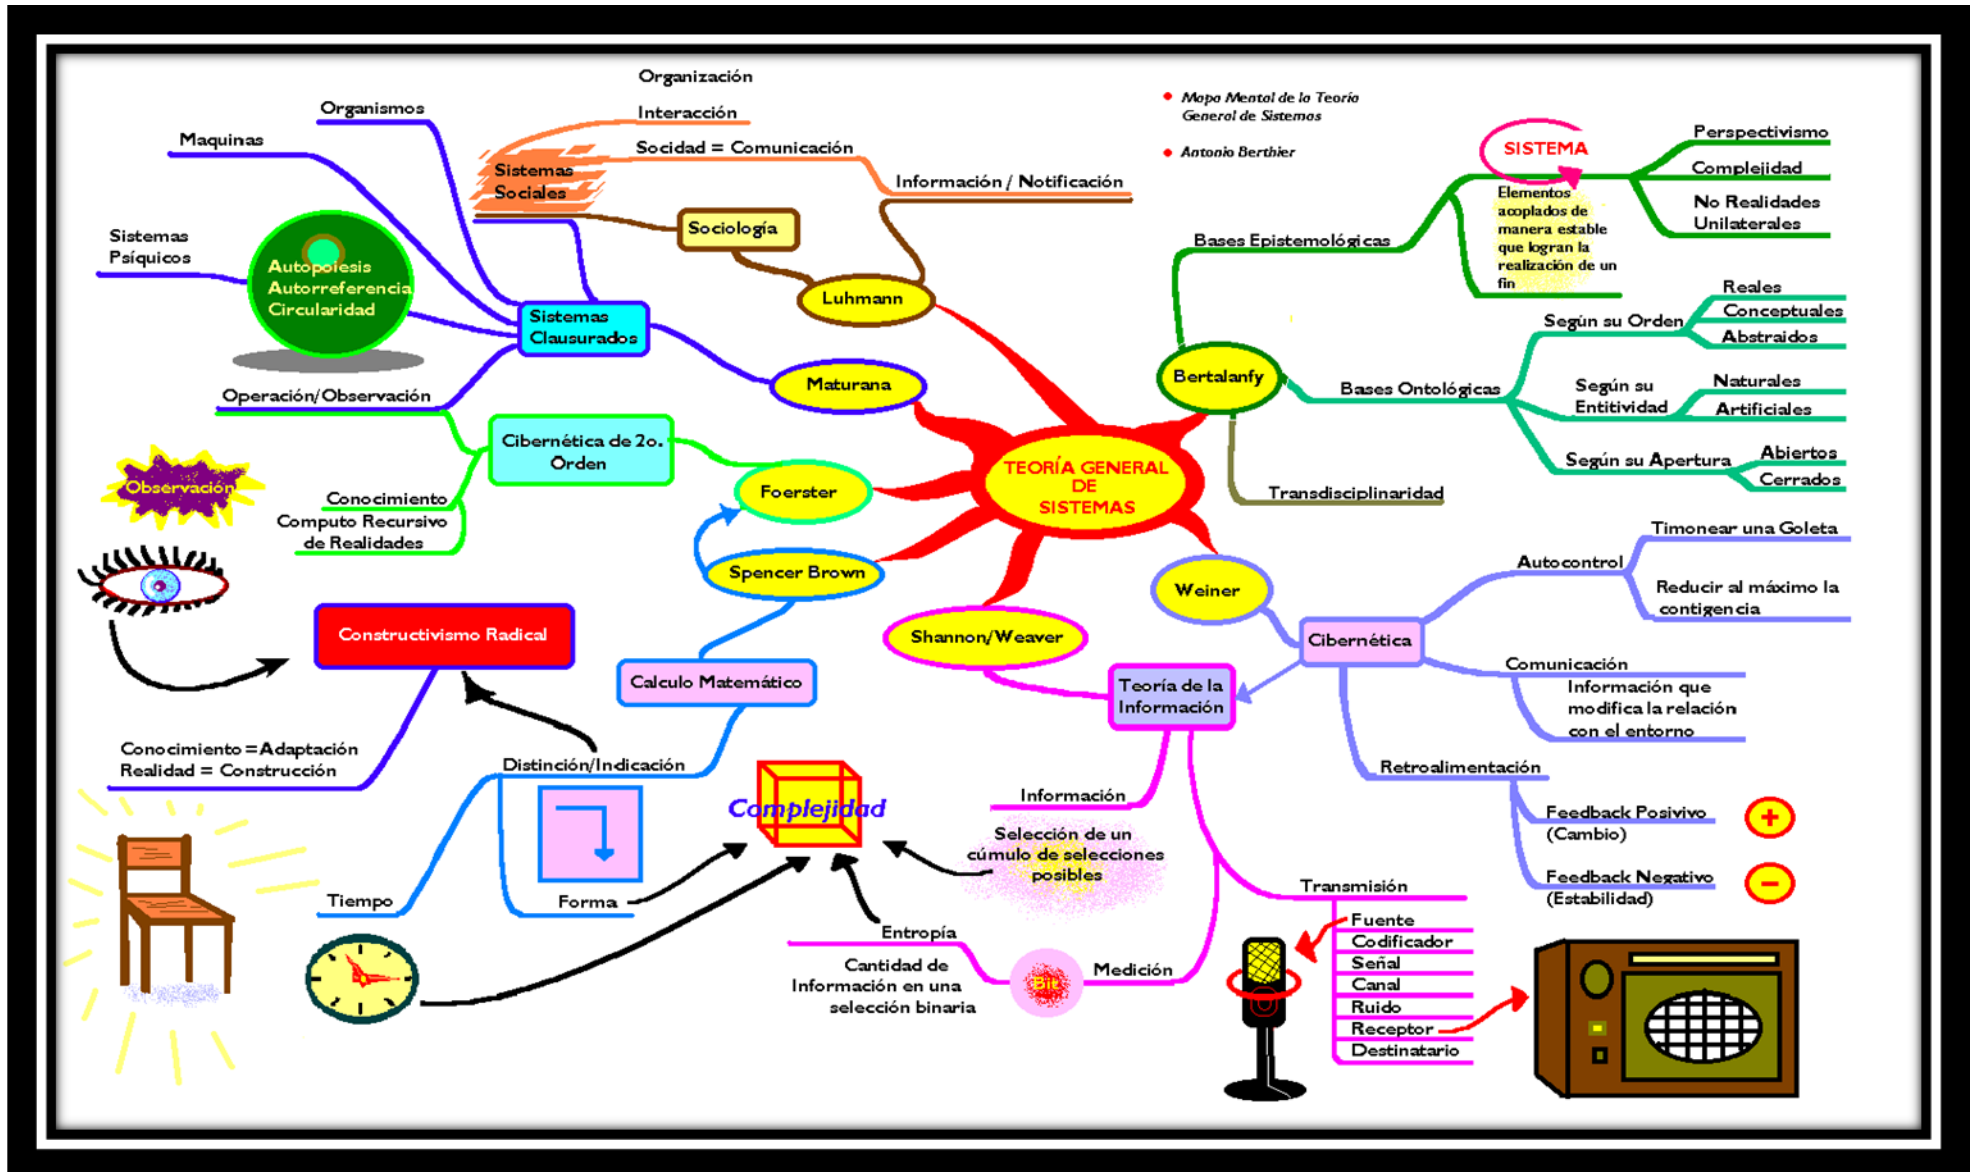 Organización
Interacción
Socidad = Comunicación
Información / Notificación
Organismos
Maquinas
Sistemas
Psíquicos
Sistemas
Sociales
Sociología
Luhmann
Autopoiesis
Autorreferencia
Circularidad
Sistemas
Clausurados
Maturana
Operación/Observación
Cibernética de 2o.
Orden
Foerster
Observación
Conocimiento
Computo Recursivo
de Realidades
Spencer Brown
Constructivismo Radical
Calculo Matemático
Conocimiento =Adaptación
Realidad = Construcción
Distinción/Indicación
Tiempo
Forma
Complejidad
TEORÍA GENERAL
DE
SISTEMAS
Mapa Mental de la Teoría
General de Sistemas
Antonio Berthier
SISTEMA
Elementos
acoplados de
manera estable
que logran la
realización de un
fin
Perspectivismo
Complejidad
No Realidades
Unilaterales
Bases Epistemológicas
Bertalanfy
Bases Ontológicas
Según su Orden
Reales
Conceptuales
Abstraidos
Según su
Entitividad
Naturales
Artificiales
Según su Apertura
Abiertos
Cerrados
Transdisciplinaridad
Weiner
Cibernética
Autocontrol
Timonear una Goleta
Reducir al máximo la
contigencia
Comunicación
Información que
modifica la relación
con el entorno
Retroalimentación
Feedback Posivivo
(Cambio)
+
Feedback Negativo
(Estabilidad)
−
Shannon/Weaver
Teoría de la
Información
Información
Selección de un
cúmulo de selecciones
posibles
Entropía
Cantidad de
Información en una
selección binaria
Bit
Medición
Transmisión
Fuente
Codificador
Señal
Canal
Ruido
Receptor
Destinatario